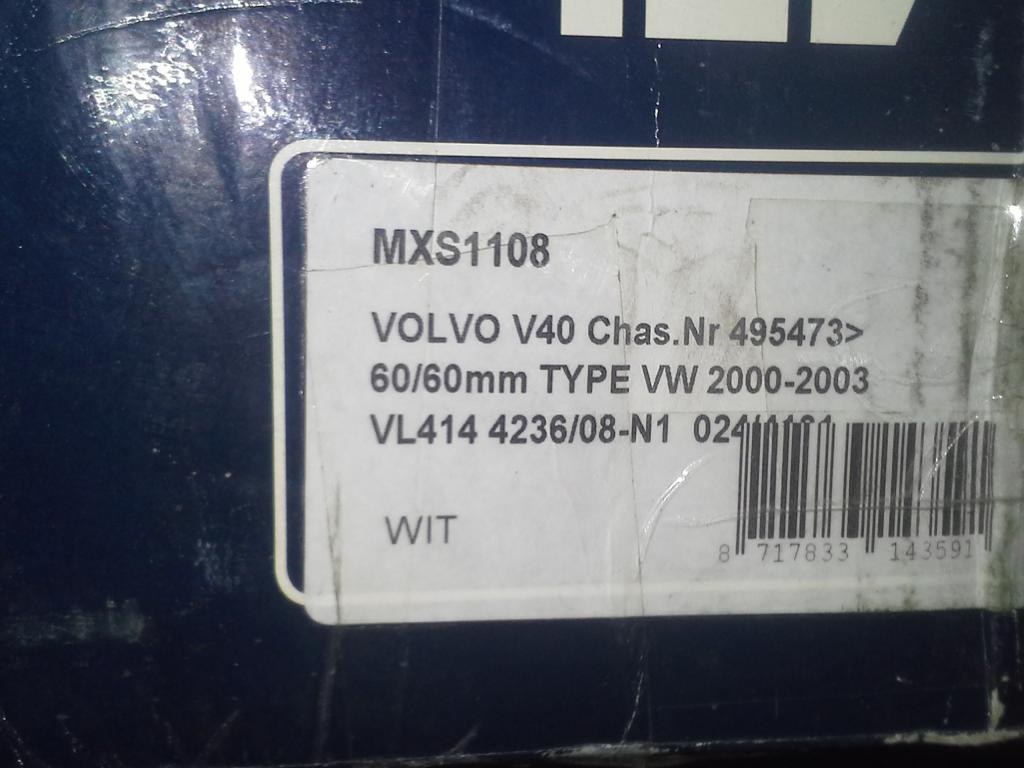 MXS1108
VOLVO V40 Chas.Nr 495473>
60/60mm TYPE VW 2000-2003
VL414 4236/08-N1
WIT
8 717833 143591